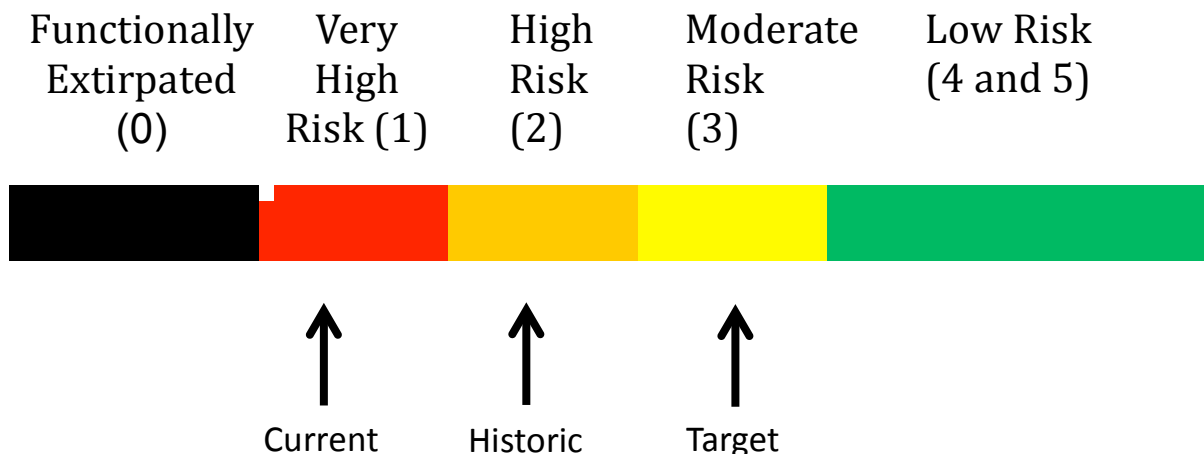 Functionally
Extirpated
(0)
Very
High
Risk (1)
High
Risk
(2)
Moderate
Risk
(3)
Low Risk
(4 and 5)
Current
Historic
Target